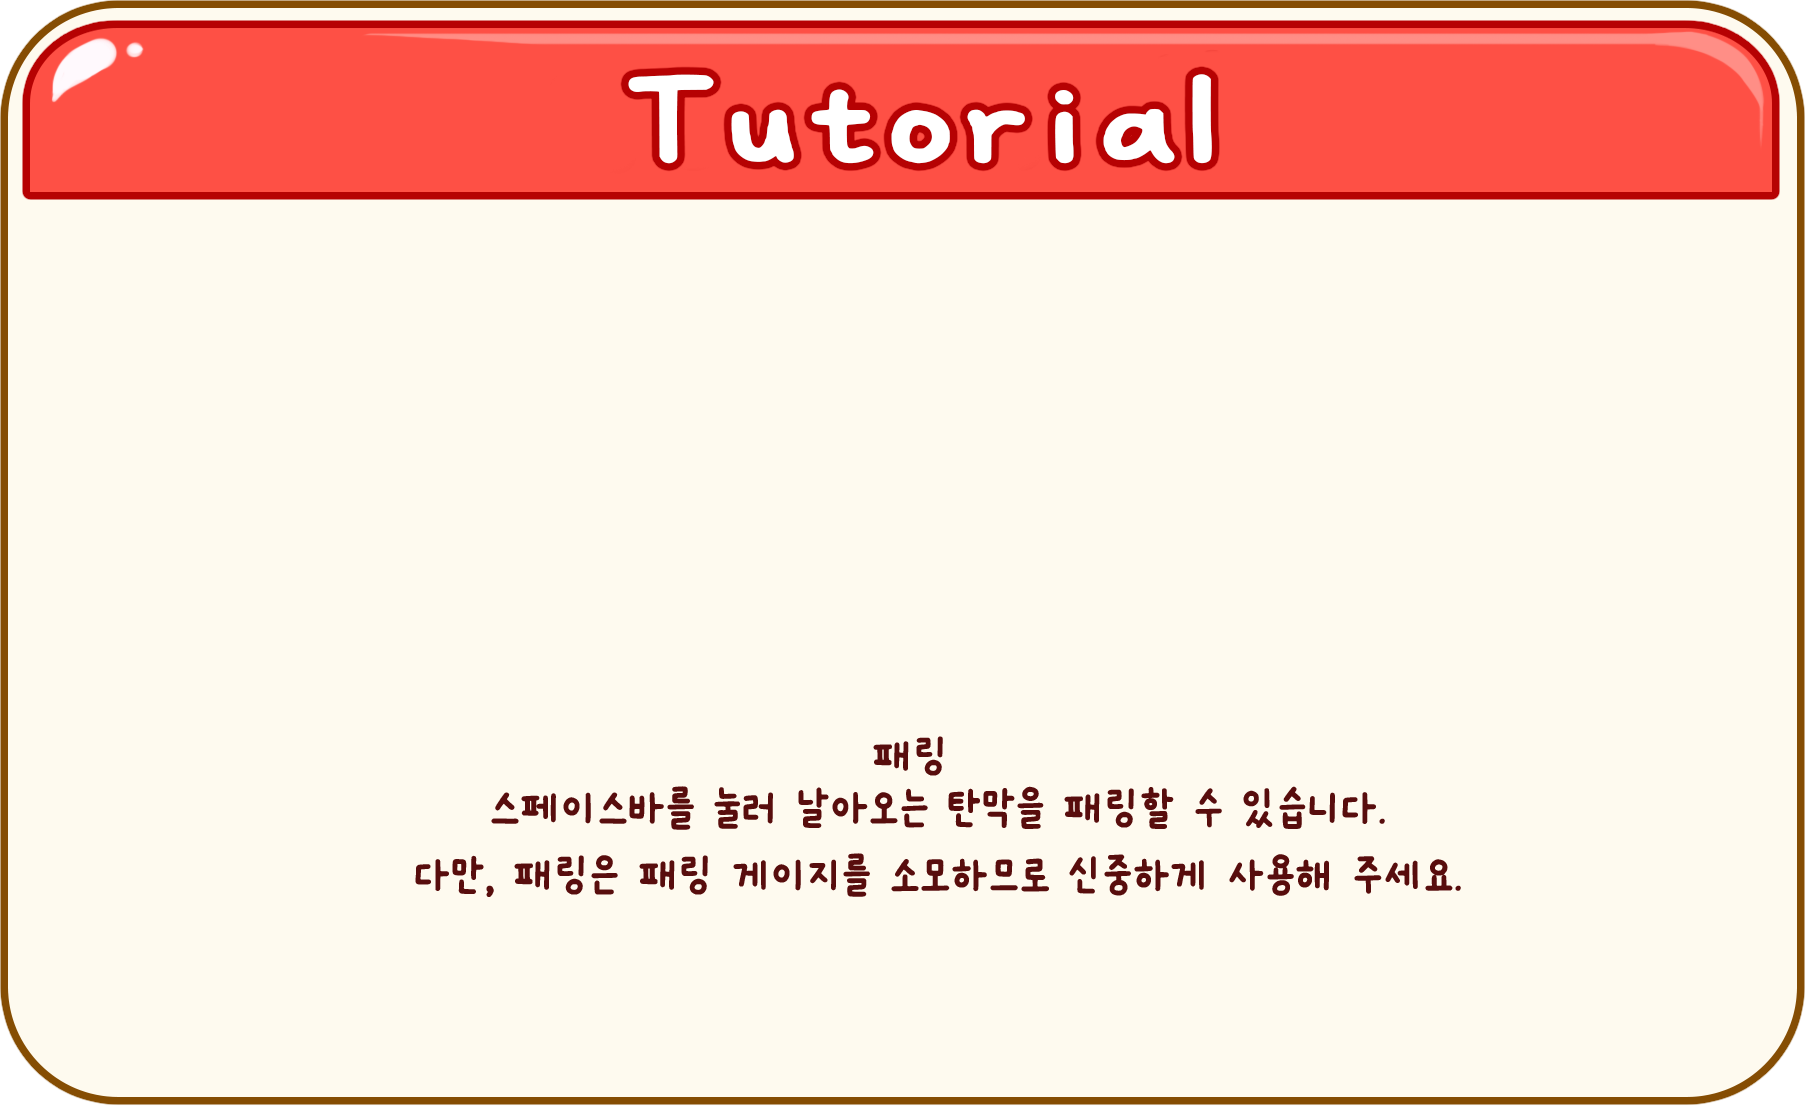 Tutorial
패링
스페이스바를 눌러 날아오는 탄막을 패링할 수 있습니다.
다만, 패링은 패링 게이지를 소모하므로 신중하게 사용해 주세요.